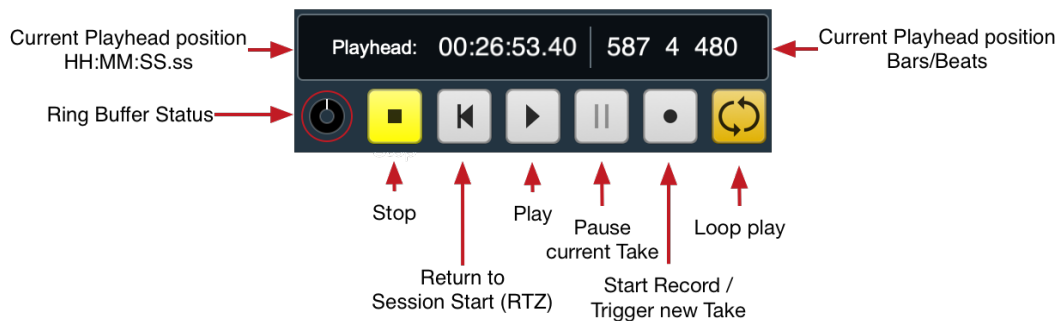 Current Playhead position
HH:MM:SS.ss
Playhead: 00:26:53.40 587 4 480
Current Playhead position
Bars/Beats
Ring Buffer Status
Stop
Play
Pause
current Take
Loop play
Return to
Session Start (RTZ)
Start Record /
Trigger new Take